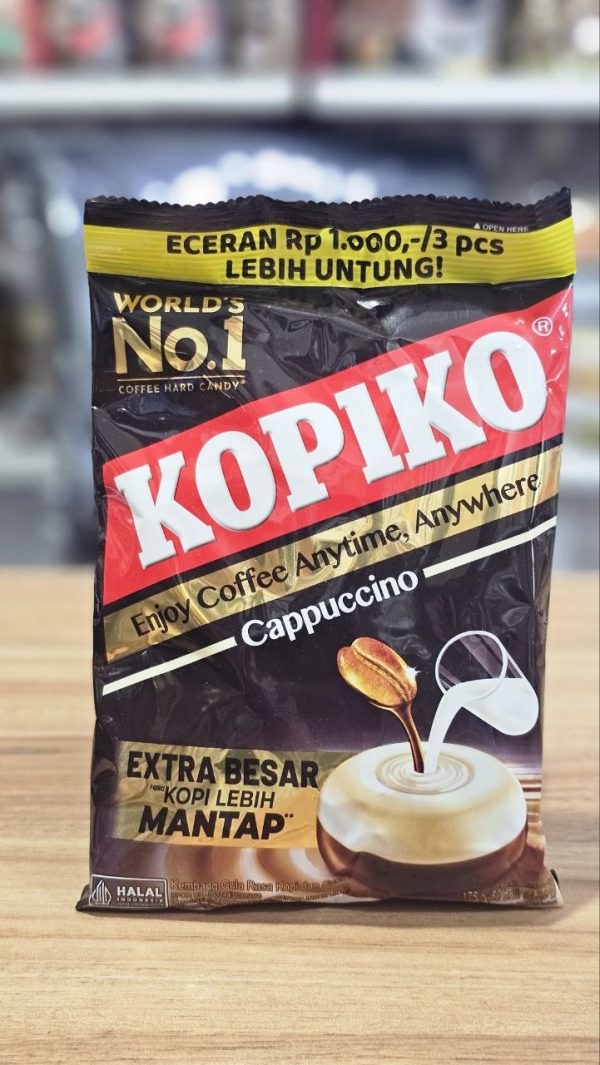 ECERAN Rp 1.000,-/3 pcs
LEBIH UNTUNG!
▲ OPEN HERE
WORLD'S
No.1
COFFEE HARD CANDY*
KOPIKO®
Enjoy Coffee Anytime, Anywhere
Cappuccino
EXTRA BESAR
KOPI LEBIH
MANTAP**
HALAL
INDONESIA
Kembang Gula Rasa Kopi dan